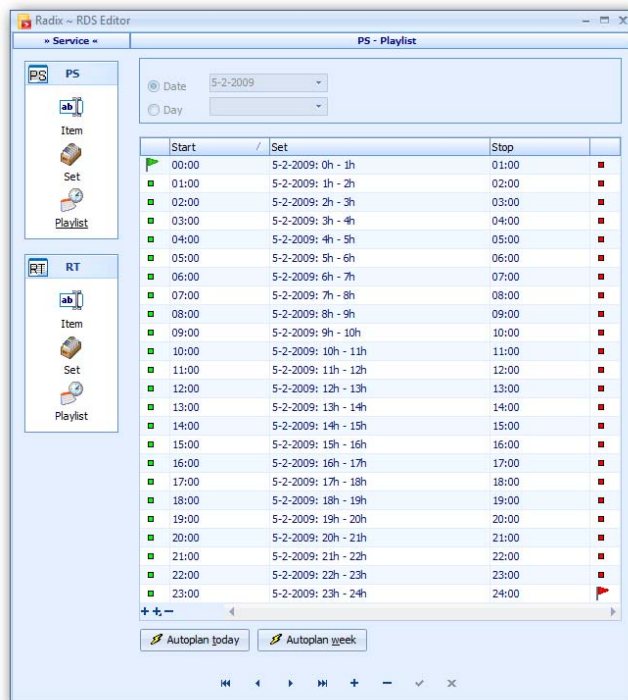 Radix ~ RDS Editor
» Service «
PS - Playlist
PS PS
ab
Item
Set
Playlist
RT RT
ab
Item
Set
Playlist
Date 5-2-2009
Day
Start / Set Stop
00:00 5-2-2009: 0h - 1h 01:00
01:00 5-2-2009: 1h - 2h 02:00
02:00 5-2-2009: 2h - 3h 03:00
03:00 5-2-2009: 3h - 4h 04:00
04:00 5-2-2009: 4h - 5h 05:00
05:00 5-2-2009: 5h - 6h 06:00
06:00 5-2-2009: 6h - 7h 07:00
07:00 5-2-2009: 7h - 8h 08:00
08:00 5-2-2009: 8h - 9h 09:00
09:00 5-2-2009: 9h - 10h 10:00
10:00 5-2-2009: 10h - 11h 11:00
11:00 5-2-2009: 11h - 12h 12:00
12:00 5-2-2009: 12h - 13h 13:00
13:00 5-2-2009: 13h - 14h 14:00
14:00 5-2-2009: 14h - 15h 15:00
15:00 5-2-2009: 15h - 16h 16:00
16:00 5-2-2009: 16h - 17h 17:00
17:00 5-2-2009: 17h - 18h 18:00
18:00 5-2-2009: 18h - 19h 19:00
19:00 5-2-2009: 19h - 20h 20:00
20:00 5-2-2009: 20h - 21h 21:00
21:00 5-2-2009: 21h - 22h 22:00
22:00 5-2-2009: 22h - 23h 23:00
23:00 5-2-2009: 23h - 24h 24:00
Autoplan today Autoplan week